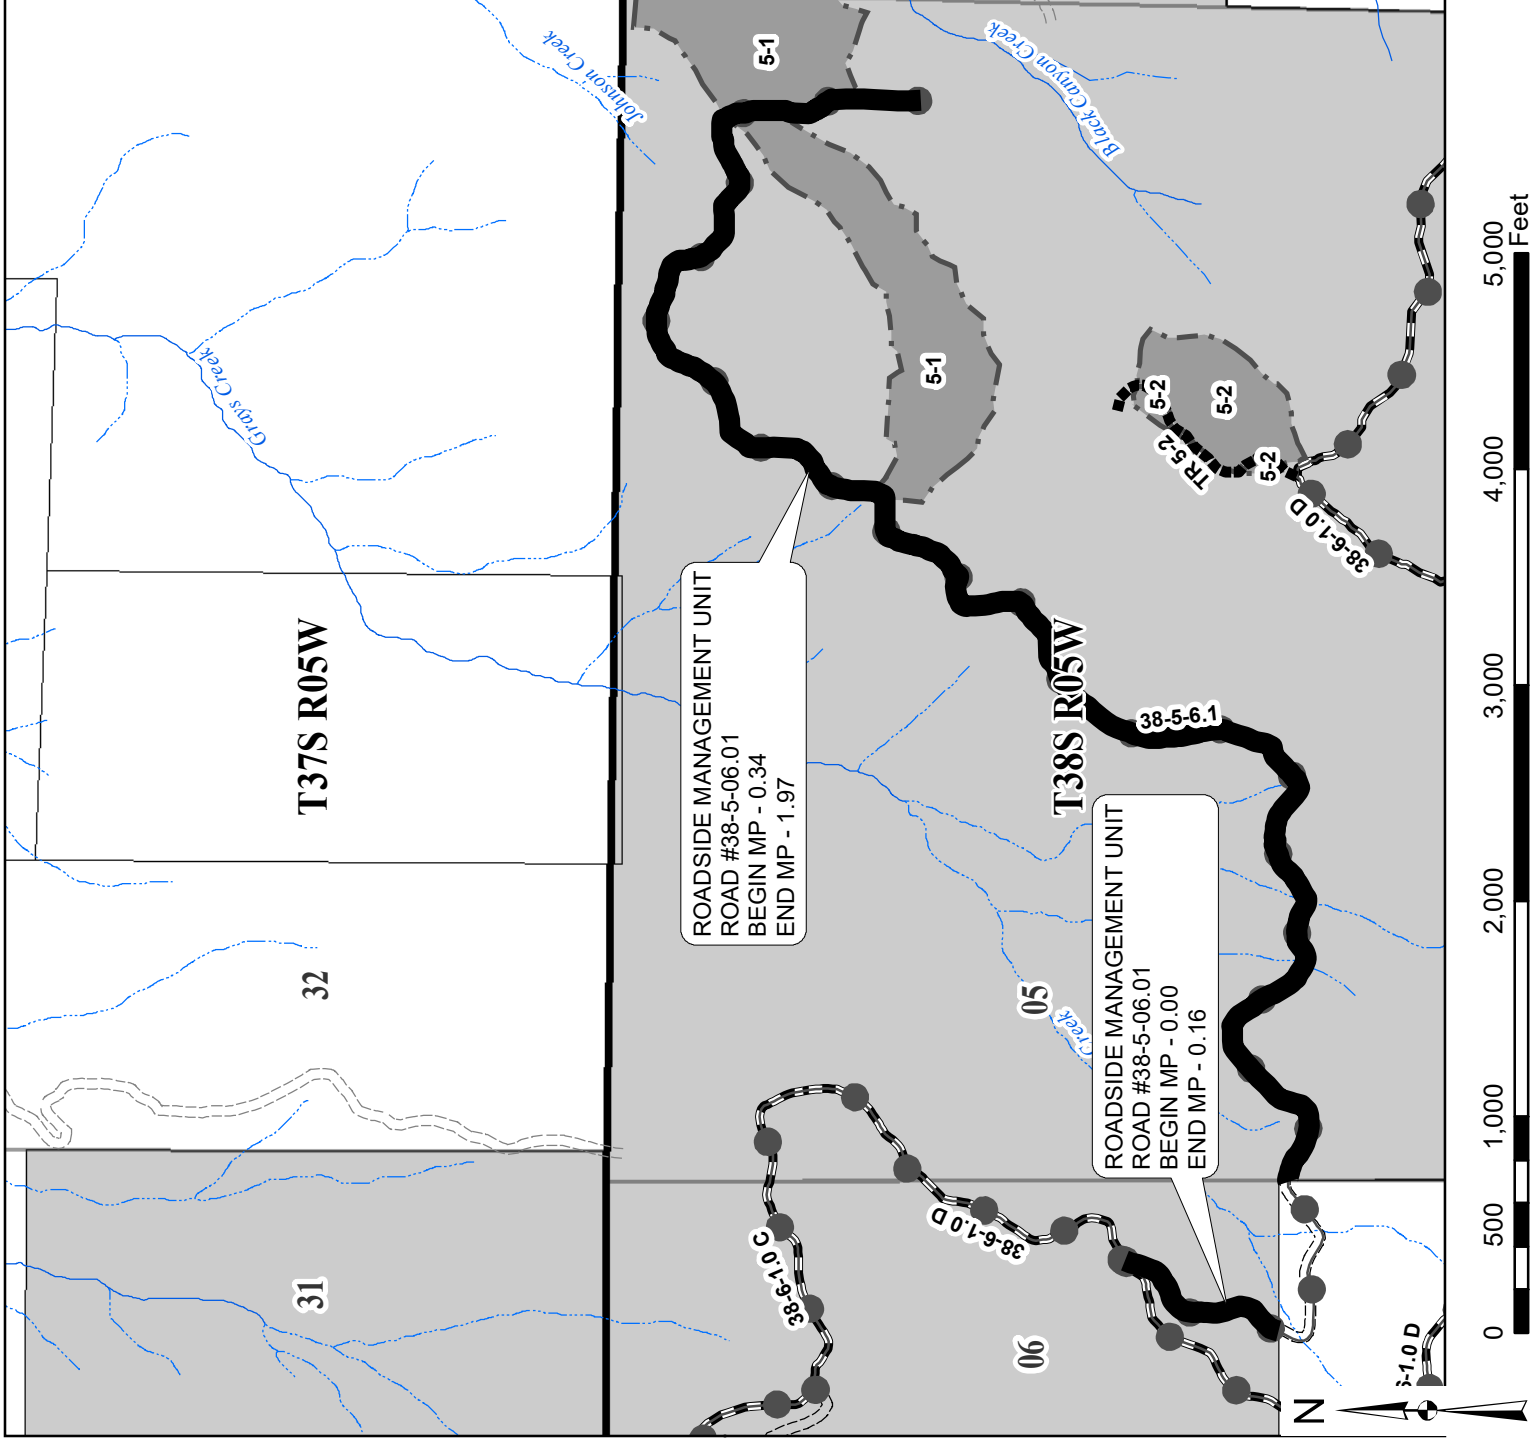 Johnson Creek
5-1
Black Canyon Creek
Grays Creek
T37S R05W
32
31
ROADSIDE MANAGEMENT UNIT
ROAD #38-5-06.01
BEGIN MP - 0.34
END MP - 1.97
5-1
5-2
5-2
5-2
TR 5-2
38-6-1.0 D
T38S R05W
38-5-6.1
05
Creek
ROADSIDE MANAGEMENT UNIT
ROAD #38-5-06.01
BEGIN MP - 0.00
END MP - 0.16
38-6-1.0 C
38-6-1.0 D
06
6-1.0 D
N
0 500 1,000 2,000 3,000 4,000 5,000
Feet